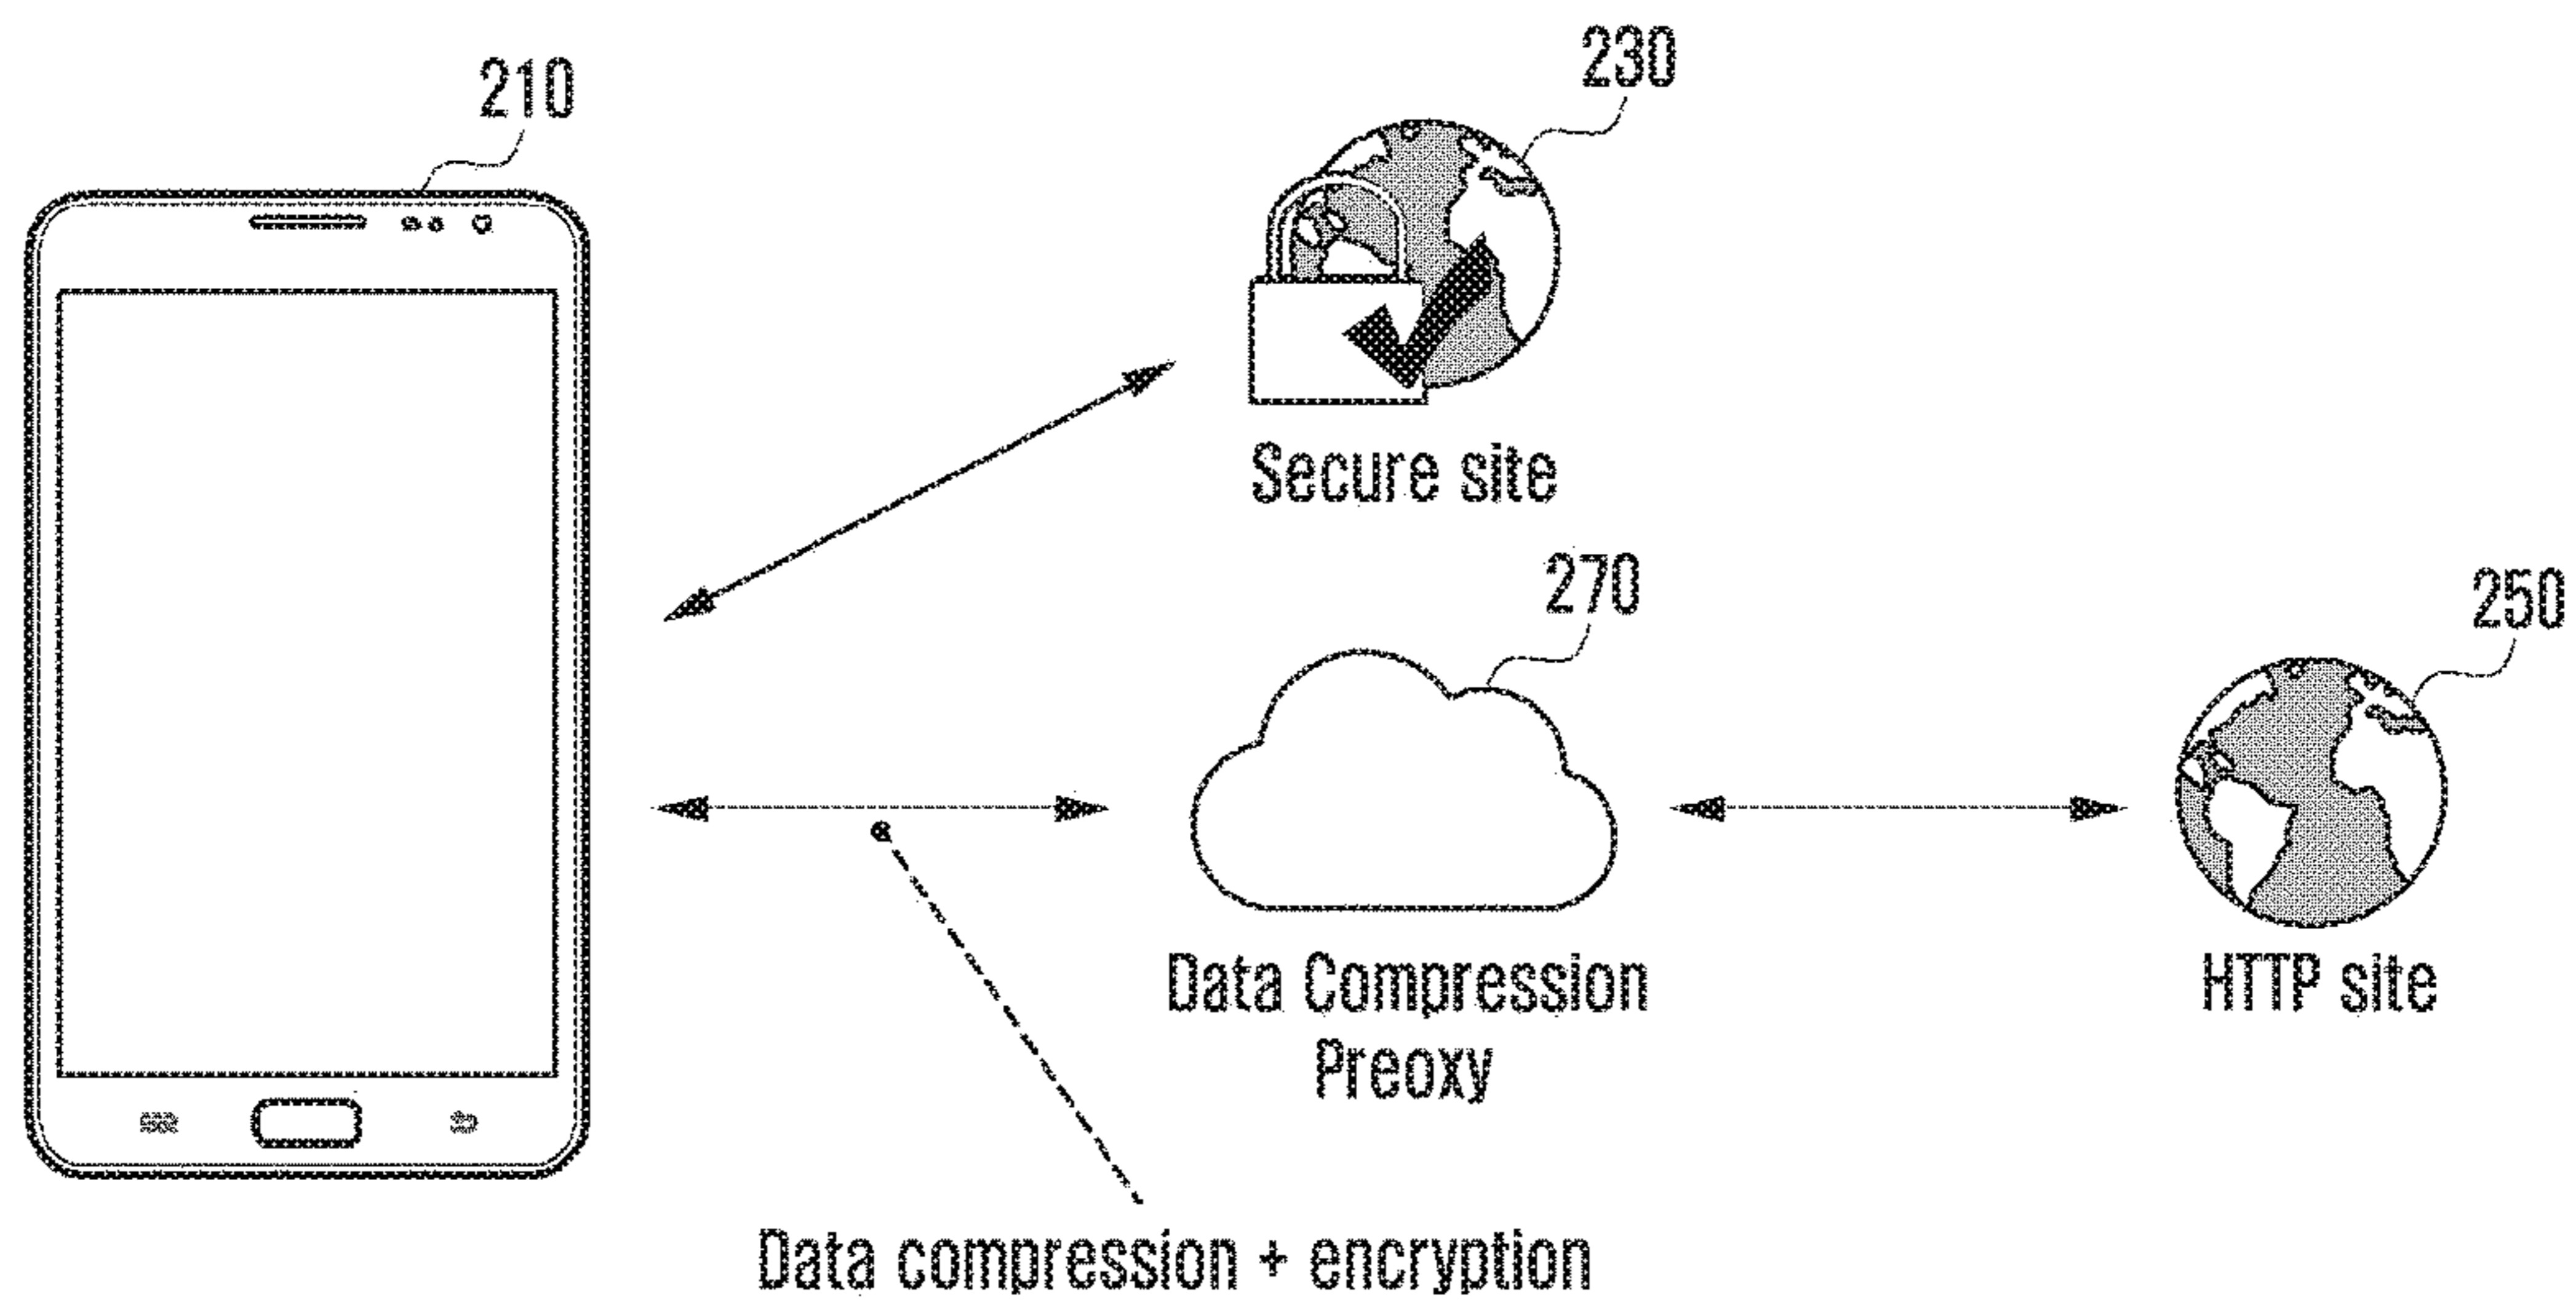 210
230
Secure site
270
250
Data Compression
Preoxy
HTTP site
Data compression + encryption